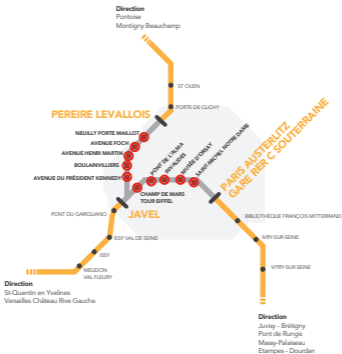 Direction
Pontoise
Montigny Beauchamp
ST OUEN
PORTE DE CLICHY
PEREIRE LEVALLOIS
NEUILLY PORTE MAILLOT
AVENUE FOCH
AVENUE HENRI MARTIN
BOULAINVILLIERS
AVENUE DU PRÉSIDENT KENNEDY
PONT DE L'ALMA
INVALIDES
MUSÉE D'ORSAY
SAINT-MICHEL NOTRE DAME
PARIS AUSTERLITZ
GARE RER C SOUTERRAINE
CHAMP DE MARS
TOUR EIFFEL
JAVEL
PONT DU GARIGLIANO
ISSY VAL DE SEINE
ISSY
MEUDON
VAL FLEURY
BIBLIOTHÈQUE FRANÇOIS MITTERRAND
IVRY-SUR-SEINE
VITRY-SUR-SEINE
Direction
St-Quentin en Yvelines
Versailles Château Rive Gauche
Direction
Juvisy - Brétigny
Pont de Rungis
Massy-Palaiseau
Etampes - Dourdan